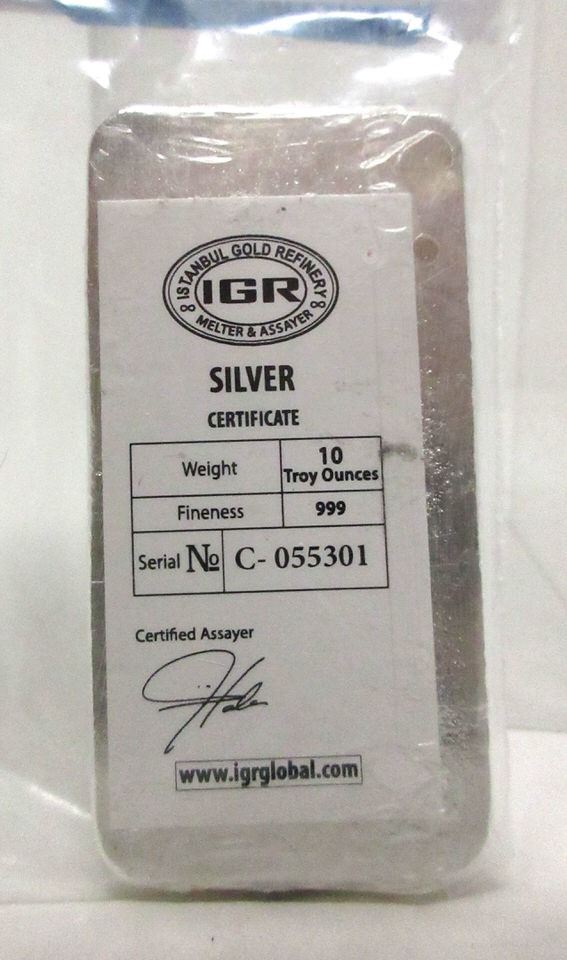 ISTANBUL GOLD REFINERY
IGR
MELTER & ASSAYER
SILVER
CERTIFICATE
Weight 10 Troy Ounces
Fineness 999
Serial № C- 055301
Certified Assayer
www.igrglobal.com